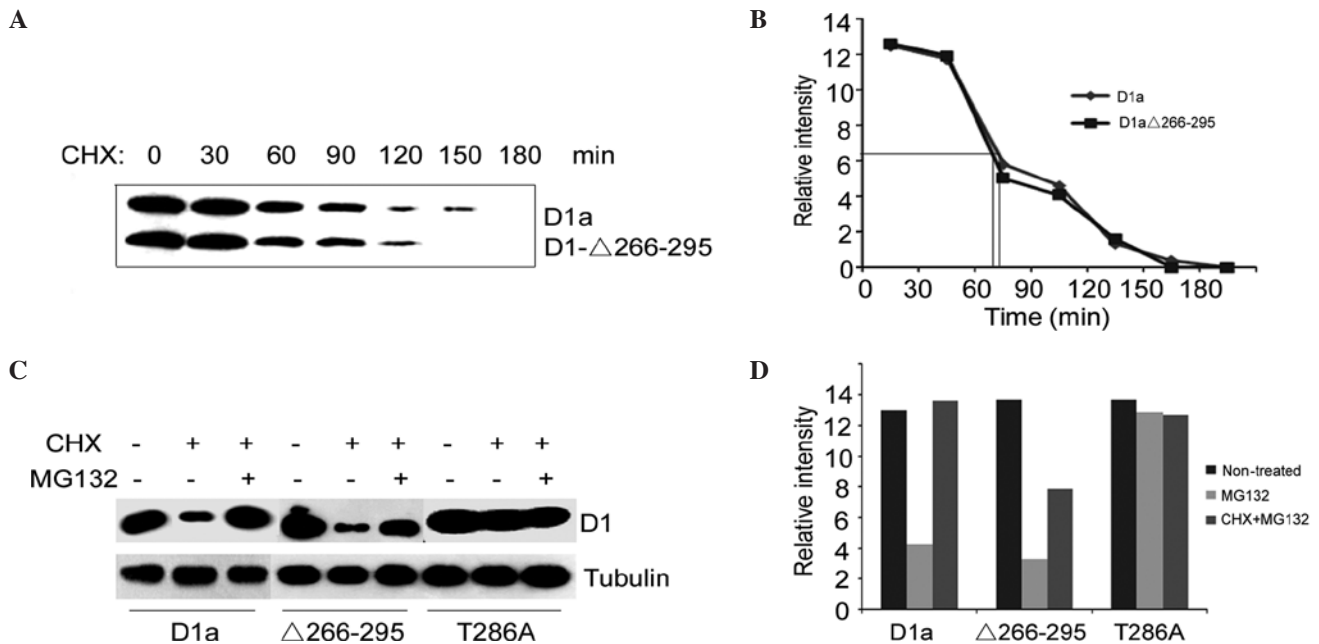 A
CHX: 0 30 60 90 120 150 180 min
D1a
D1-△266-295
B
14
12
10
8
6
4
2
0
Relative intensity
0 30 60 90 120 150 180
Time (min)
D1a
D1a△266-295
C
CHX - + + - + + - + +
MG132 - - + - - + - - +
D1
Tubulin
D1a △266-295 T286A
D
14
12
10
8
6
4
2
0
Relative intensity
D1a △266-295 T286A
Non-treated
MG132
CHX+MG132